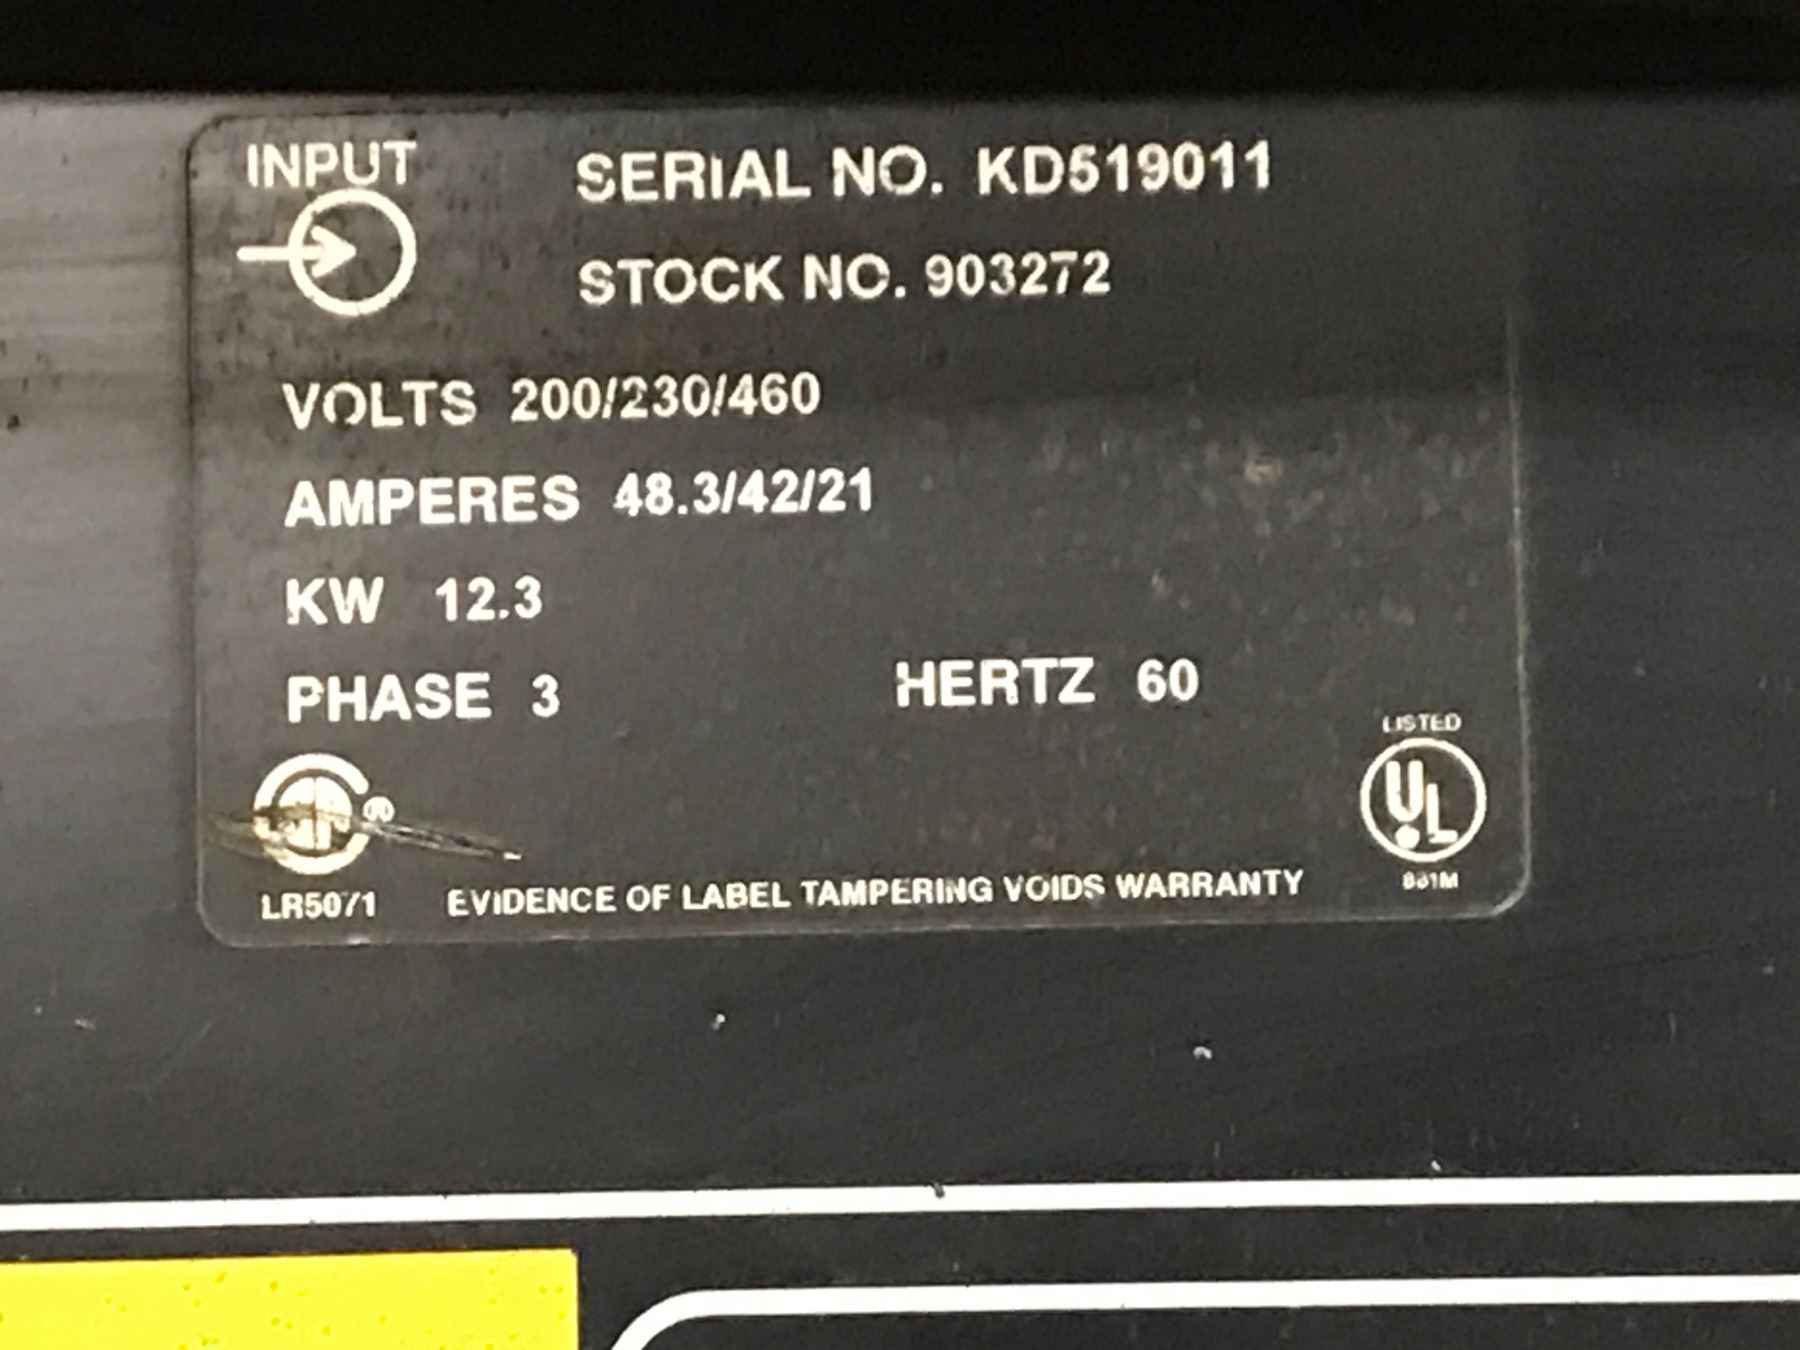 INPUT
SERIAL NO. KD519011
STOCK NO. 903272
VOLTS 200/230/460
AMPERES 48.3/42/21
KW 12.3
PHASE 3 HERTZ 60
LISTED
UL
LR5071 EVIDENCE OF LABEL TAMPERING VOIDS WARRANTY